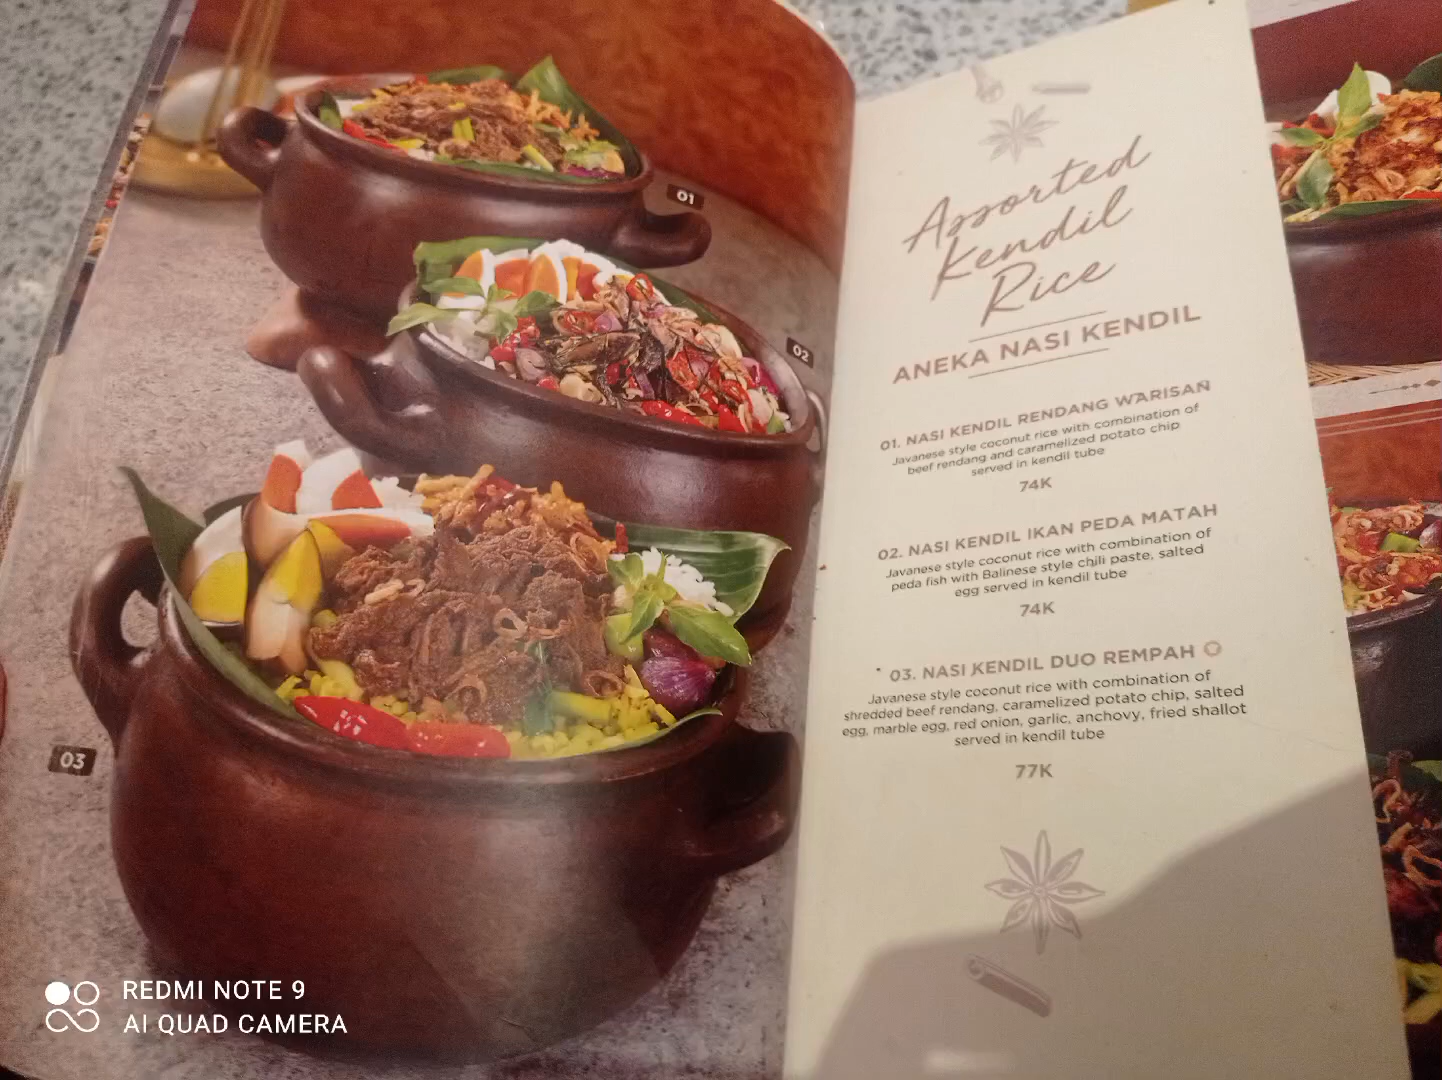 01
02
03
Assorted
Kendil
Rice
ANEKA NASI KENDIL
01. NASI KENDIL RENDANG WARISAN
Javanese style coconut rice with combination of
beef rendang and caramelized potato chip
served in kendil tube
74K
02. NASI KENDIL IKAN PEDA MATAH
Javanese style coconut rice with combination of
peda fish with Balinese style chili paste, salted
egg served in kendil tube
74K
03. NASI KENDIL DUO REMPAH
Javanese style coconut rice with combination of
shredded beef rendang, caramelized potato chip, salted
egg, marble egg, red onion, garlic, anchovy, fried shallot
served in kendil tube
77K
REDMI NOTE 9
AI QUAD CAMERA